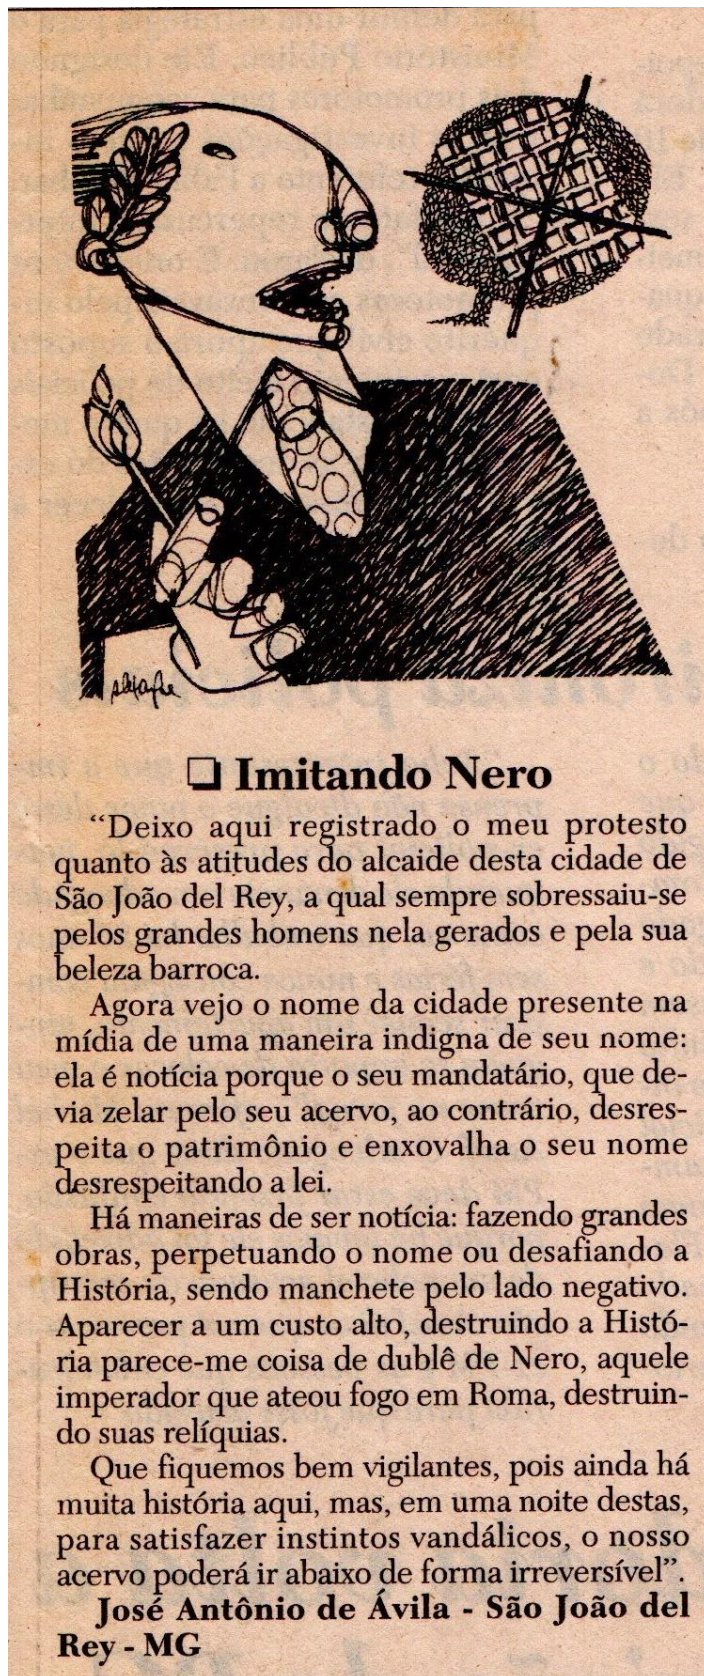 ❏ Imitando Nero
“Deixo aqui registrado o meu protesto
quanto às atitudes do alcaide desta cidade de
São João del Rey, a qual sempre sobressaiu-se
pelos grandes homens nela gerados e pela sua
beleza barroca.
Agora vejo o nome da cidade presente na
mídia de uma maneira indigna de seu nome:
ela é notícia porque o seu mandatário, que de-
via zelar pelo seu acervo, ao contrário, desres-
peita o patrimônio e enxovalha o seu nome
desrespeitando a lei.
Há maneiras de ser notícia: fazendo grandes
obras, perpetuando o nome ou desafiando a
História, sendo manchete pelo lado negativo.
Aparecer a um custo alto, destruindo a Histó-
ria parece-me coisa de dublê de Nero, aquele
imperador que ateou fogo em Roma, destruin-
do suas relíquias.
Que fiquemos bem vigilantes, pois ainda há
muita história aqui, mas, em uma noite destas,
para satisfazer instintos vandálicos, o nosso
acervo poderá ir abaixo de forma irreversível”.
José Antônio de Ávila - São João del
Rey - MG